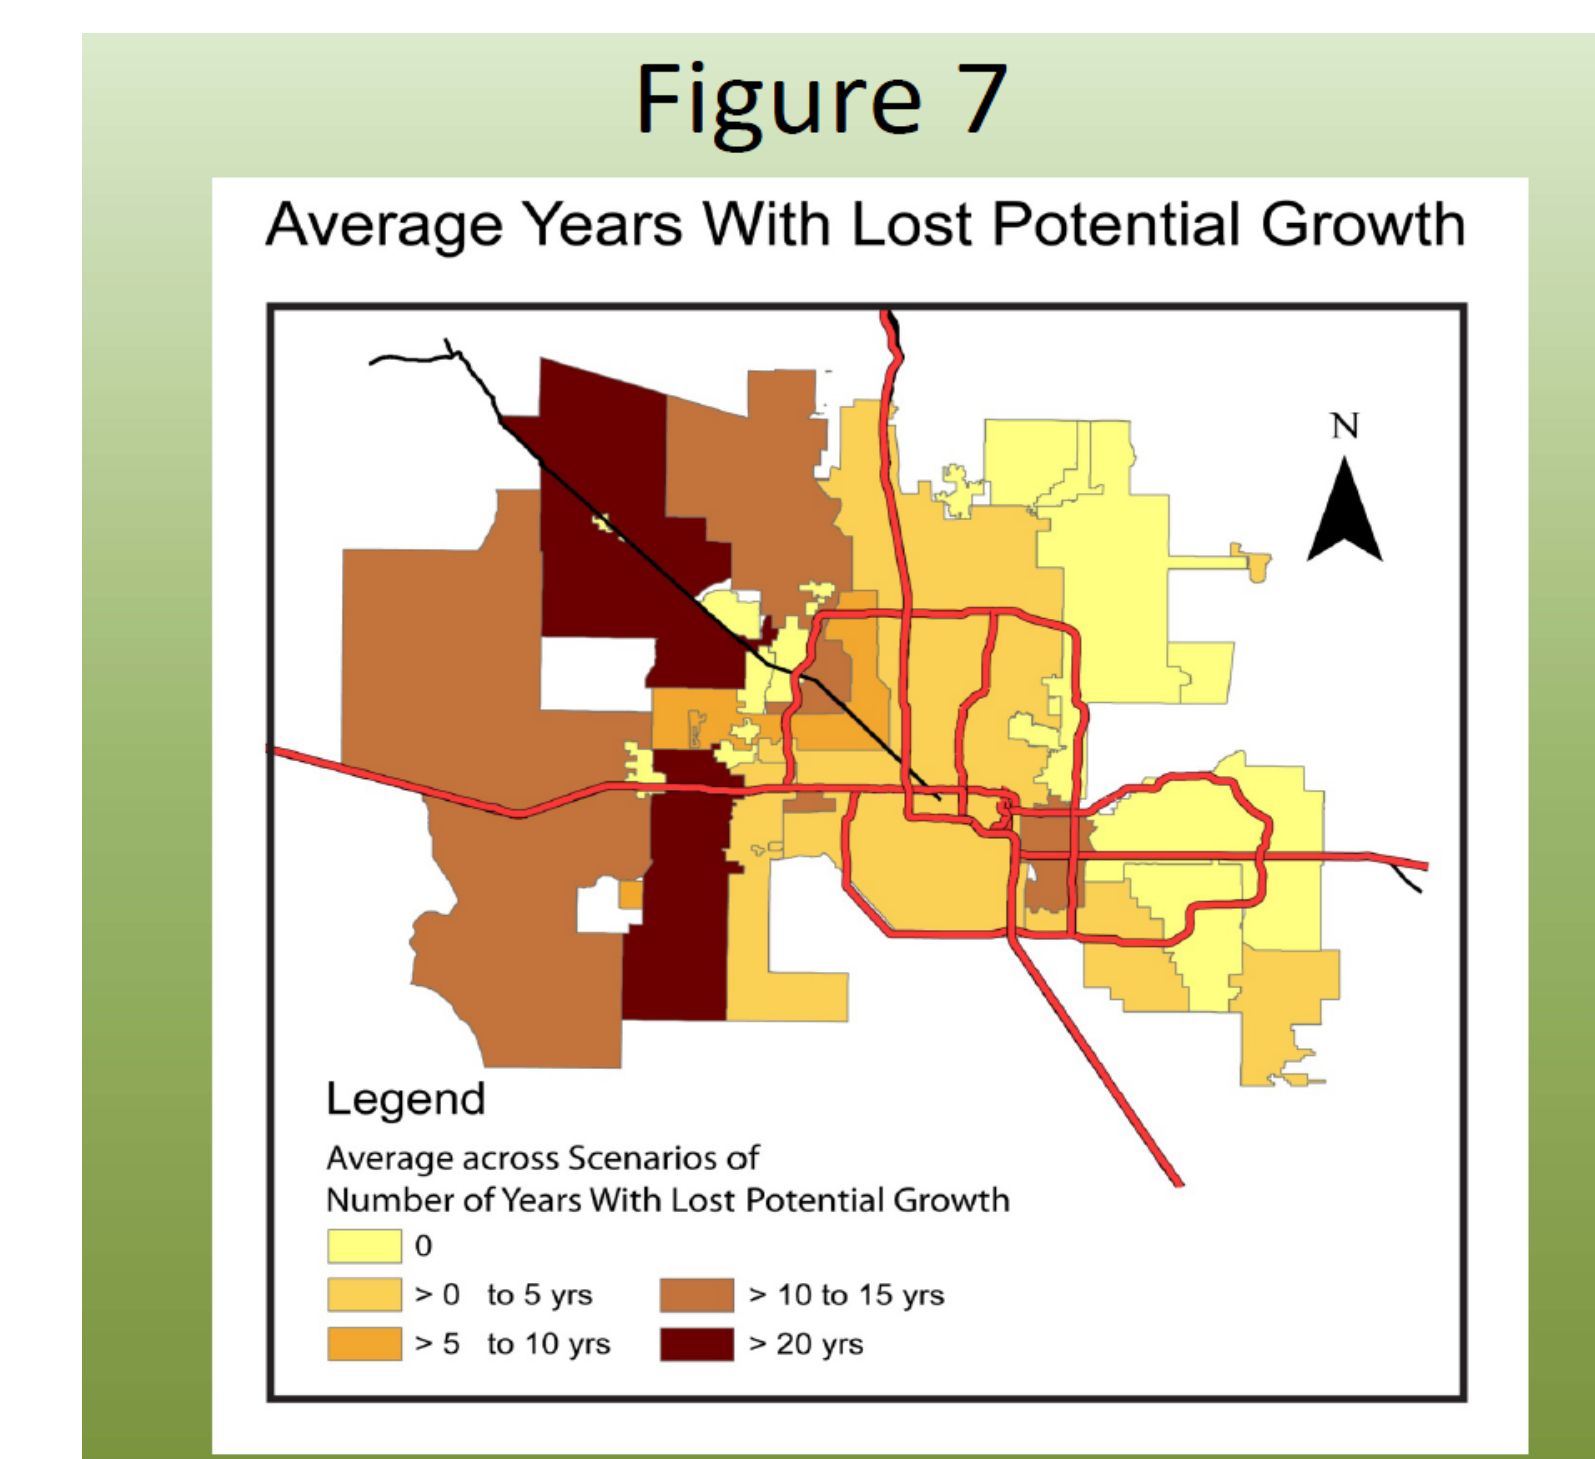 Figure 7
Average Years With Lost Potential Growth
N
Legend
Average across Scenarios of
Number of Years With Lost Potential Growth
0
> 0 to 5 yrs
> 10 to 15 yrs
> 5 to 10 yrs
> 20 yrs